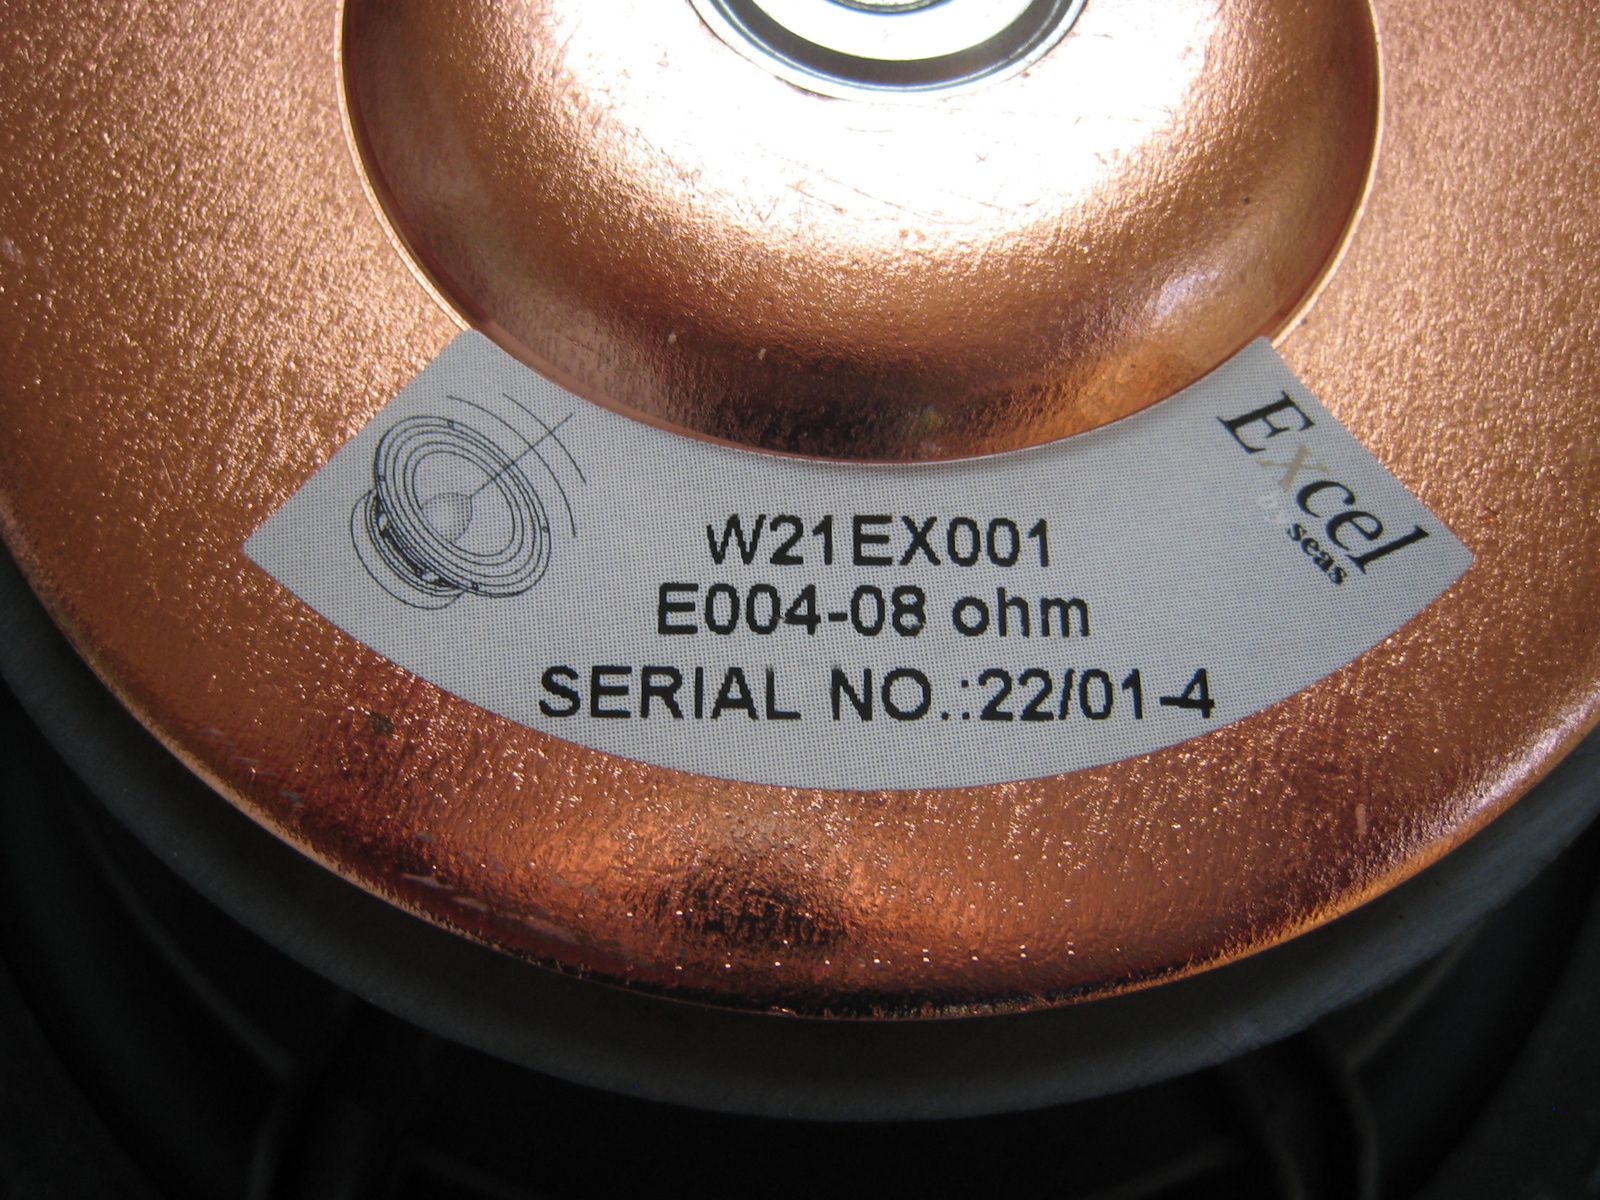 Excel
by seas
W21EX001
E004-08 ohm
SERIAL NO.:22/01-4